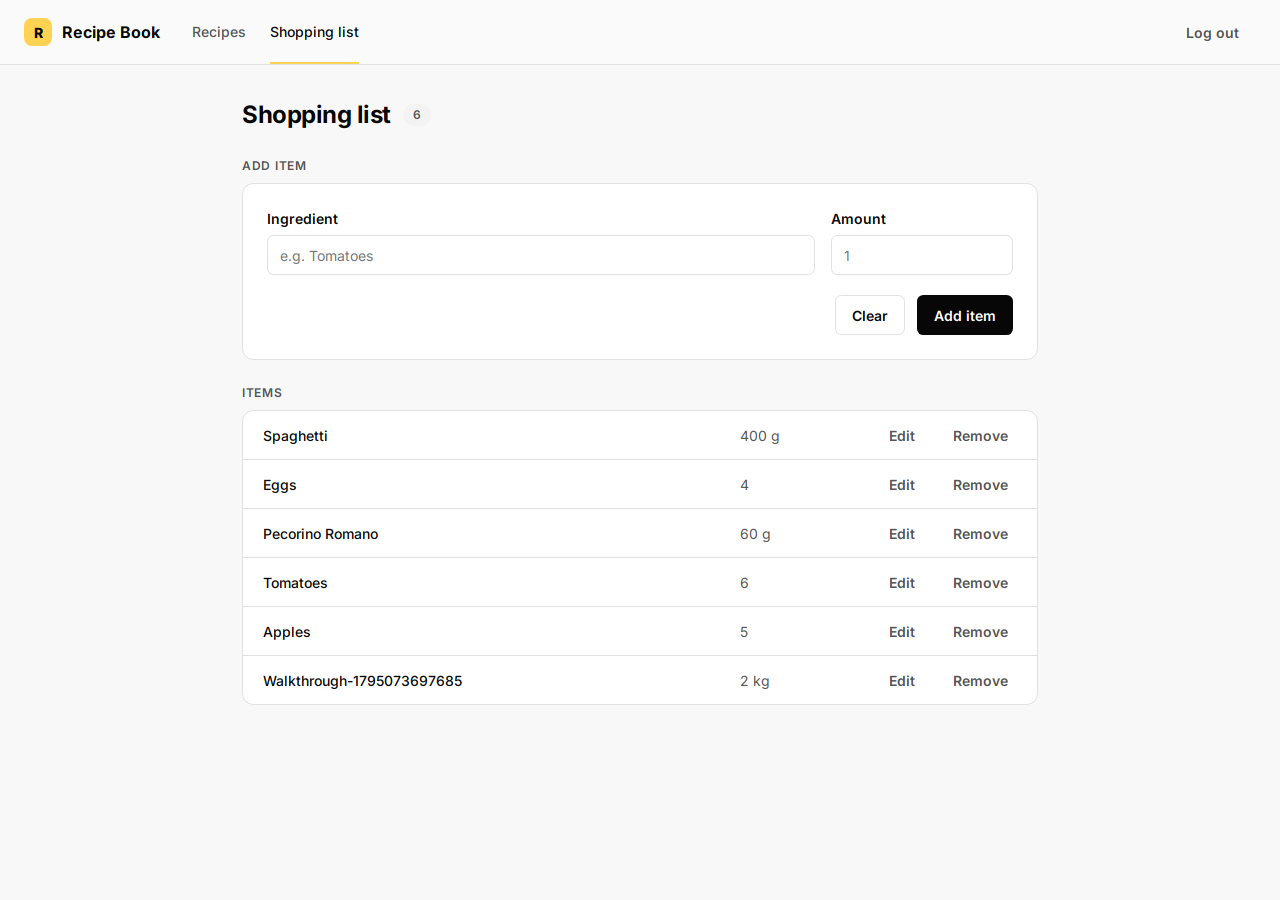 R Recipe Book Recipes Shopping list Log out
Shopping list 6
ADD ITEM
Ingredient Amount
e.g. Tomatoes 1
Clear Add item
ITEMS
Spaghetti 400 g Edit Remove
Eggs 4 Edit Remove
Pecorino Romano 60 g Edit Remove
Tomatoes 6 Edit Remove
Apples 5 Edit Remove
Walkthrough-1795073697685 2 kg Edit Remove